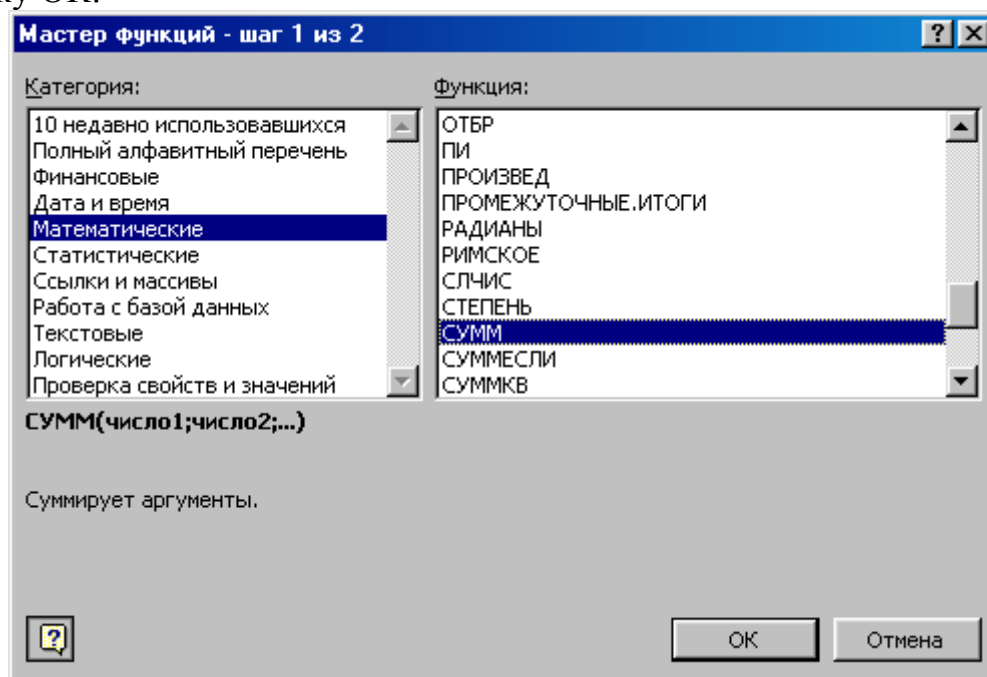 ку ОК.
Мастер функций - шаг 1 из 2
Категория:
Функция:
10 недавно использовавшихся
Полный алфавитный перечень
Финансовые
Дата и время
Математические
Статистические
Ссылки и массивы
Работа с базой данных
Текстовые
Логические
Проверка свойств и значений
ОТБР
ПИ
ПРОИЗВЕД
ПРОМЕЖУТОЧНЫЕ.ИТОГИ
РАДИАНЫ
РИМСКОЕ
СЛЧИС
СТЕПЕНЬ
СУММ
СУММЕСЛИ
СУММКВ
СУММ(число1;число2;...)
Суммирует аргументы.
ОК
Отмена